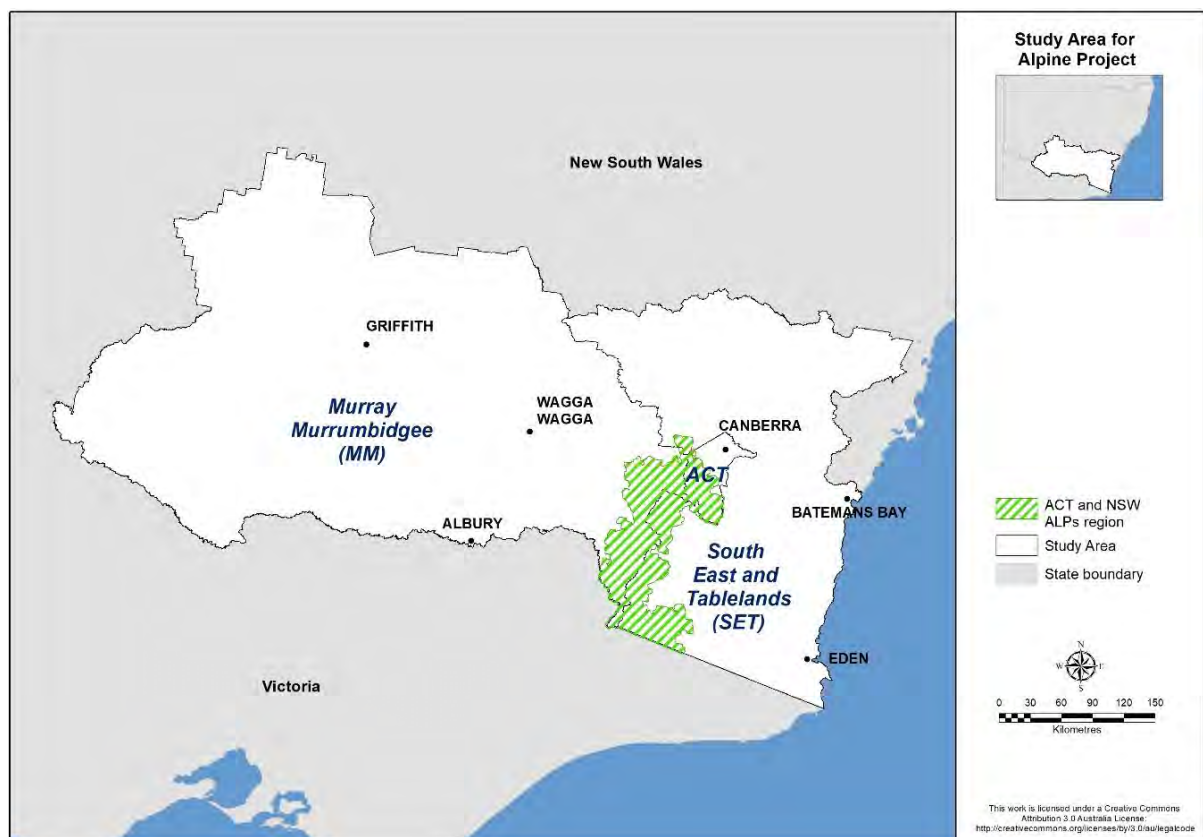 Study Area for
Alpine Project
New South Wales
GRIFFITH
Murray
Murrumbidgee
(MM)
WAGGA
WAGGA
CANBERRA
ACT
BATEMANS BAY
ALBURY
South
East and
Tablelands
(SET)
EDEN
Victoria
ACT and NSW
ALPs region
Study Area
State boundary
N
W E
S
0 30 60 90 120 150
Kilometres
This work is licensed under a Creative Commons
Attribution 3.0 Australia License:
http://creativecommons.org/licenses/by/3.0/au/legalcode